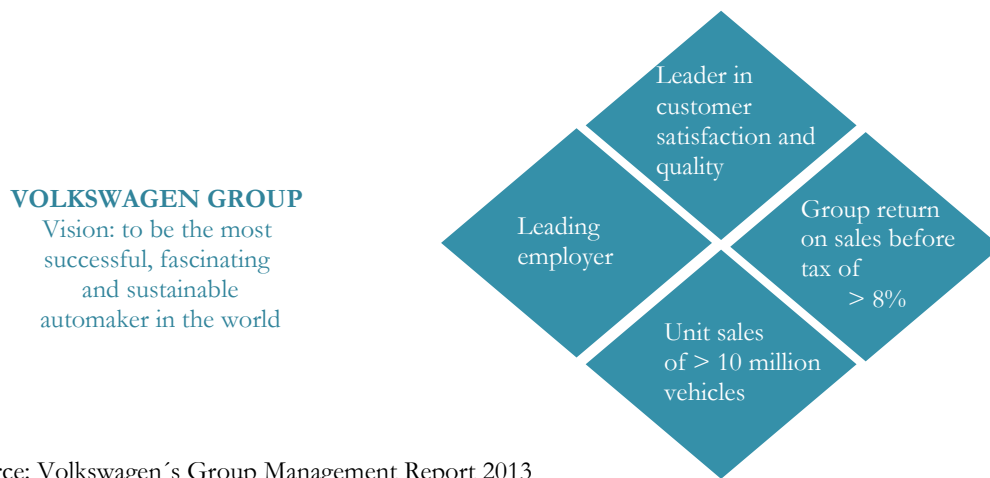 Leader in
customer
satisfaction and
quality
VOLKSWAGEN GROUP
Vision: to be the most
successful, fascinating
and sustainable
automaker in the world
Leading
employer
Group return
on sales before
tax of
> 8%
Unit sales
of > 10 million
vehicles
rce: Volkswagen´s Group Management Report 2013